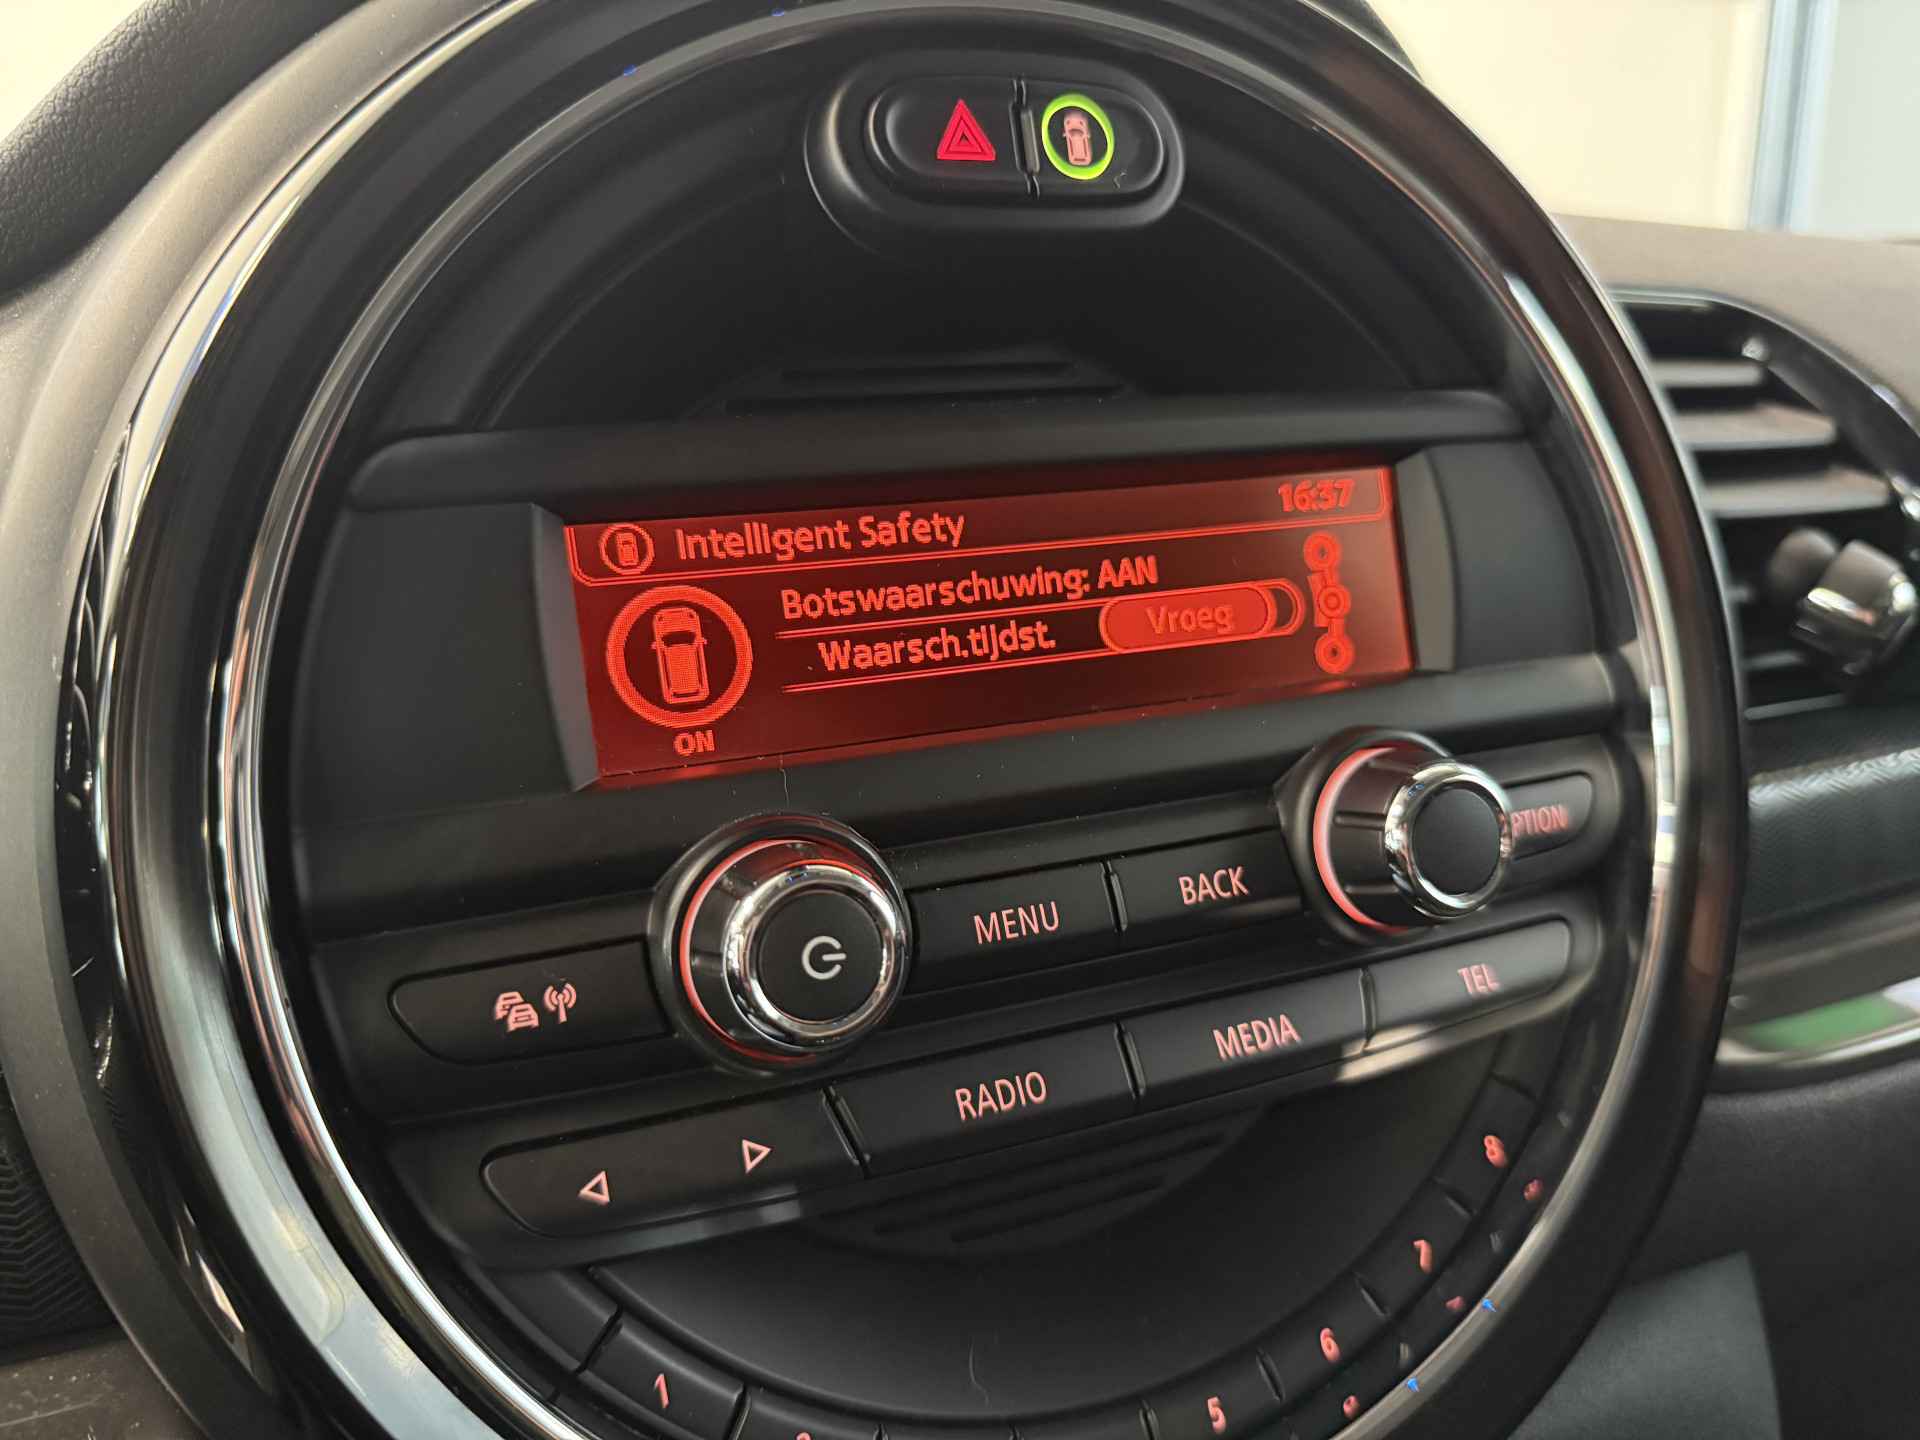 Intelligent Safety 16:37
Botswaarschuwing: AAN
Waarsch.tijdst. Vroeg
ON
PTION
MENU BACK
TEL
MEDIA
RADIO
8
7
6
5
1